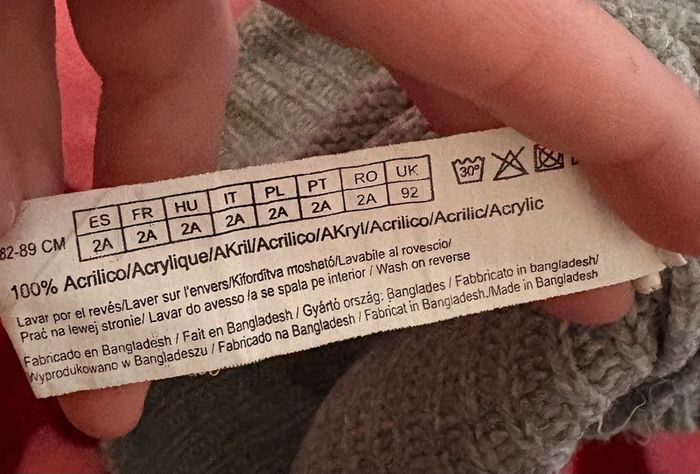 ES FR HU IT PL PT RO UK
82-89 CM 2A 2A 2A 2A 2A 2A 2A 92
30°
100% Acrilico/Acrylique/AKril/Acrilico/AKryl/Acrilico/Acrilic/Acrylic
Lavar por el revés/Laver sur l'envers/Kifordítva mosható/Lavabile al rovescio/
Prać na lewej stronie/ Lavar do avesso /a se spala pe interior / Wash on reverse
Fabricado en Bangladesh / Fait en Bangladesh / Gyártó ország: Banglades / Fabbricato in bangladesh/
Wyprodukowano w Bangladeszu / Fabricado na Bangladesh / Fabricat in Bangladesh./Made in Bangladesh